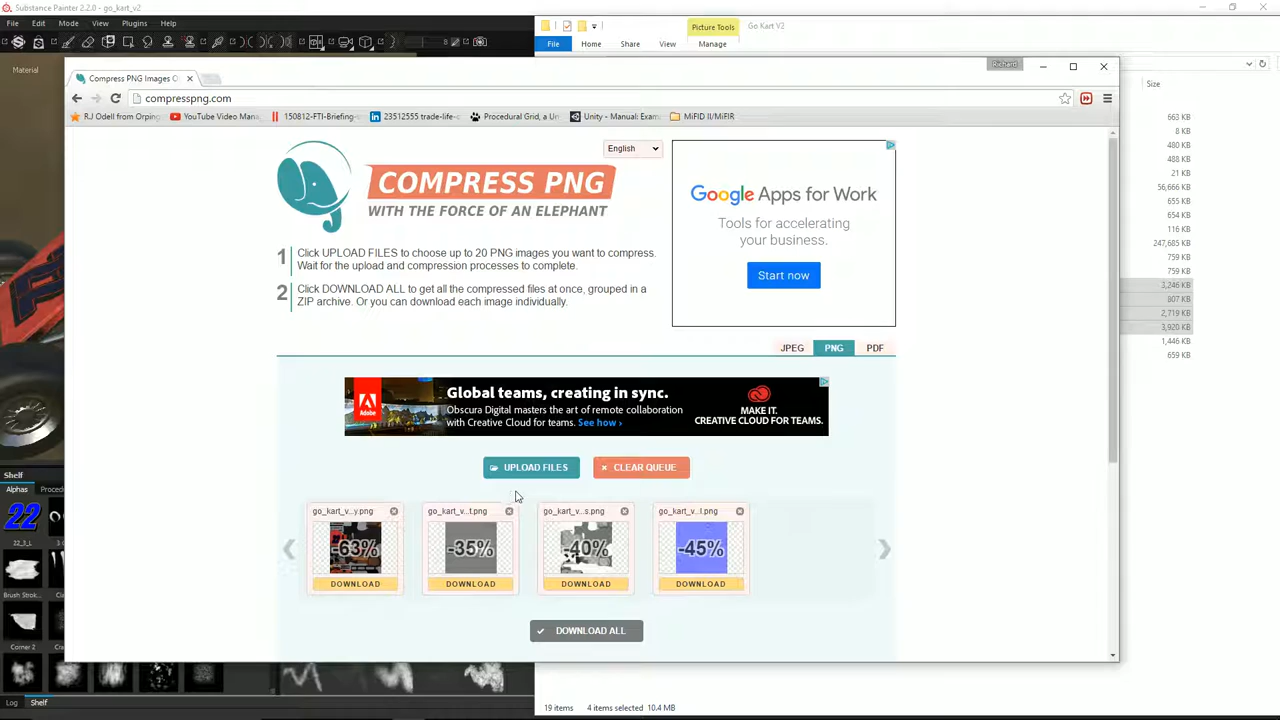 Substance Painter 2.2.0 - go_kart_v2
File Edit Mode Views Plugins Help
Material
Picture Tools
Go Kart V2
File Home Share View Manage
Size
663 KB
8 KB
480 KB
488 KB
21 KB
56,666 KB
655 KB
654 KB
116 KB
247,685 KB
759 KB
759 KB
3,246 KB
807 KB
2,719 KB
3,920 KB
1,446 KB
659 KB
Richard
Compress PNG Images O
compresspng.com
RJ Odell from Orping
YouTube Video Man
150812-FTI-Briefing-
23512555 trade-life-c
Procedural Grid, a Un
Unity - Manual: Exam
MiFID II/MiFIR
English
COMPRESS PNG
WITH THE FORCE OF AN ELEPHANT
Google Apps for Work
Tools for accelerating
your business.
Start now
1 Click UPLOAD FILES to choose up to 20 PNG images you want to compress.
Wait for the upload and compression processes to complete.
2 Click DOWNLOAD ALL to get all the compressed files at once, grouped in a
ZIP archive. Or you can download each image individually.
JPEG PNG PDF
Adobe
Global teams, creating in sync.
Obscura Digital masters the art of remote collaboration
with Creative Cloud for teams. See how ›
MAKE IT.
CREATIVE CLOUD FOR TEAMS.
UPLOAD FILES
CLEAR QUEUE
go_kart_v...y.png
go_kart_v...t.png
go_kart_v...s.png
go_kart_v...l.png
-63%
-35%
-40%
-45%
DOWNLOAD
DOWNLOAD
DOWNLOAD
DOWNLOAD
DOWNLOAD ALL
Shelf
Alphas
22
22_3_L
Brush Strok...
Corner 2
Log Shelf
19 items 4 items selected 10.4 MB